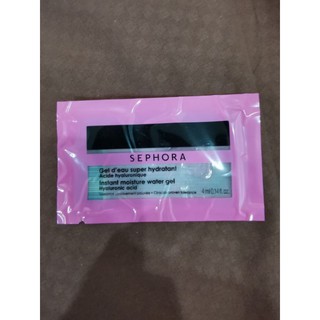 SEPHORA
Gel d'eau super hydratant
Acide hyaluronique
Instant moisture water gel
Hyaluronic acid